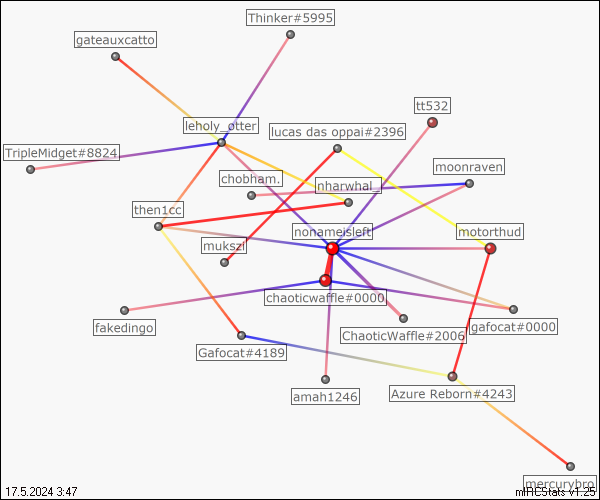 Thinker#5995
gateauxcatto
tt532
leholy_otter
lucas das oppai#2396
TripleMidget#8824
moonraven
chobham.
nharwhal_
then1cc
nohameisleft
motorthud
muksz!
chaoticwaffle#0000
fakedingo
ChaoticWaffle#2006
gafocat#0000
Gafocat#4189
amah1246
Azure Reborn#4243
mercurybro
17.5.2024 3:47
mIRCStats v1.25